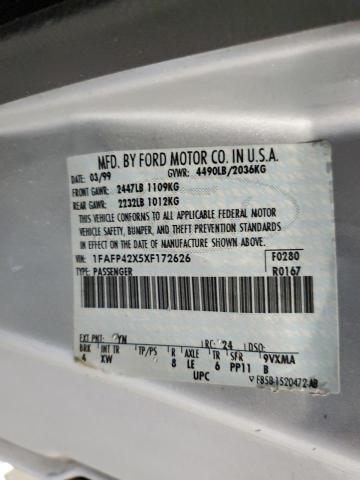 MFD. BY FORD MOTOR CO. IN U.S.A.
DATE: 03/99 GVWR: 4490LB/2036KG
FRONT GAWR: 2447LB 1109KG
REAR GAWR: 2232LB 1012KG
THIS VEHICLE CONFORMS TO ALL APPLICABLE FEDERAL MOTOR
VEHICLE SAFETY, BUMPER, AND THEFT PREVENTION STANDARDS
IN EFFECT ON THE DATE OF MANUFACTURE SHOWN ABOVE.
VIN: 1FAFP42X5XF172626 F0280
TYPE: PASSENGER R0167
EXT PNT: YN RC: 24 DSO:
BRK INT TR TP/PS R AXLE TR SFR 9VXMA
4 XW 8 LE 6 PP11 B
UPC F85B-1520472-AB